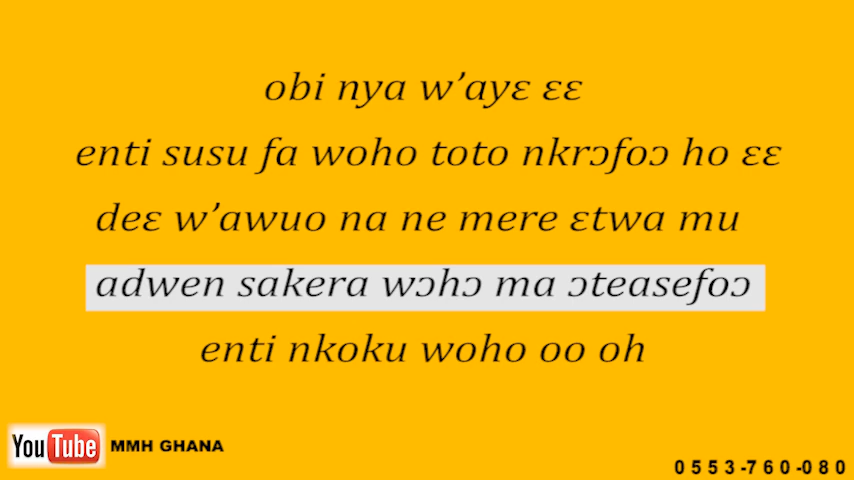 obi nya w'ayɛ ɛɛ
enti susu fa woho toto nkrɔfoɔ ho ɛɛ
deɛ w'awuo na ne mere ɛtwa mu
adwen sakera wɔhɔ ma ɔteasefoɔ
enti nkoku woho oo oh
YouTube MMH GHANA
0553-760-080